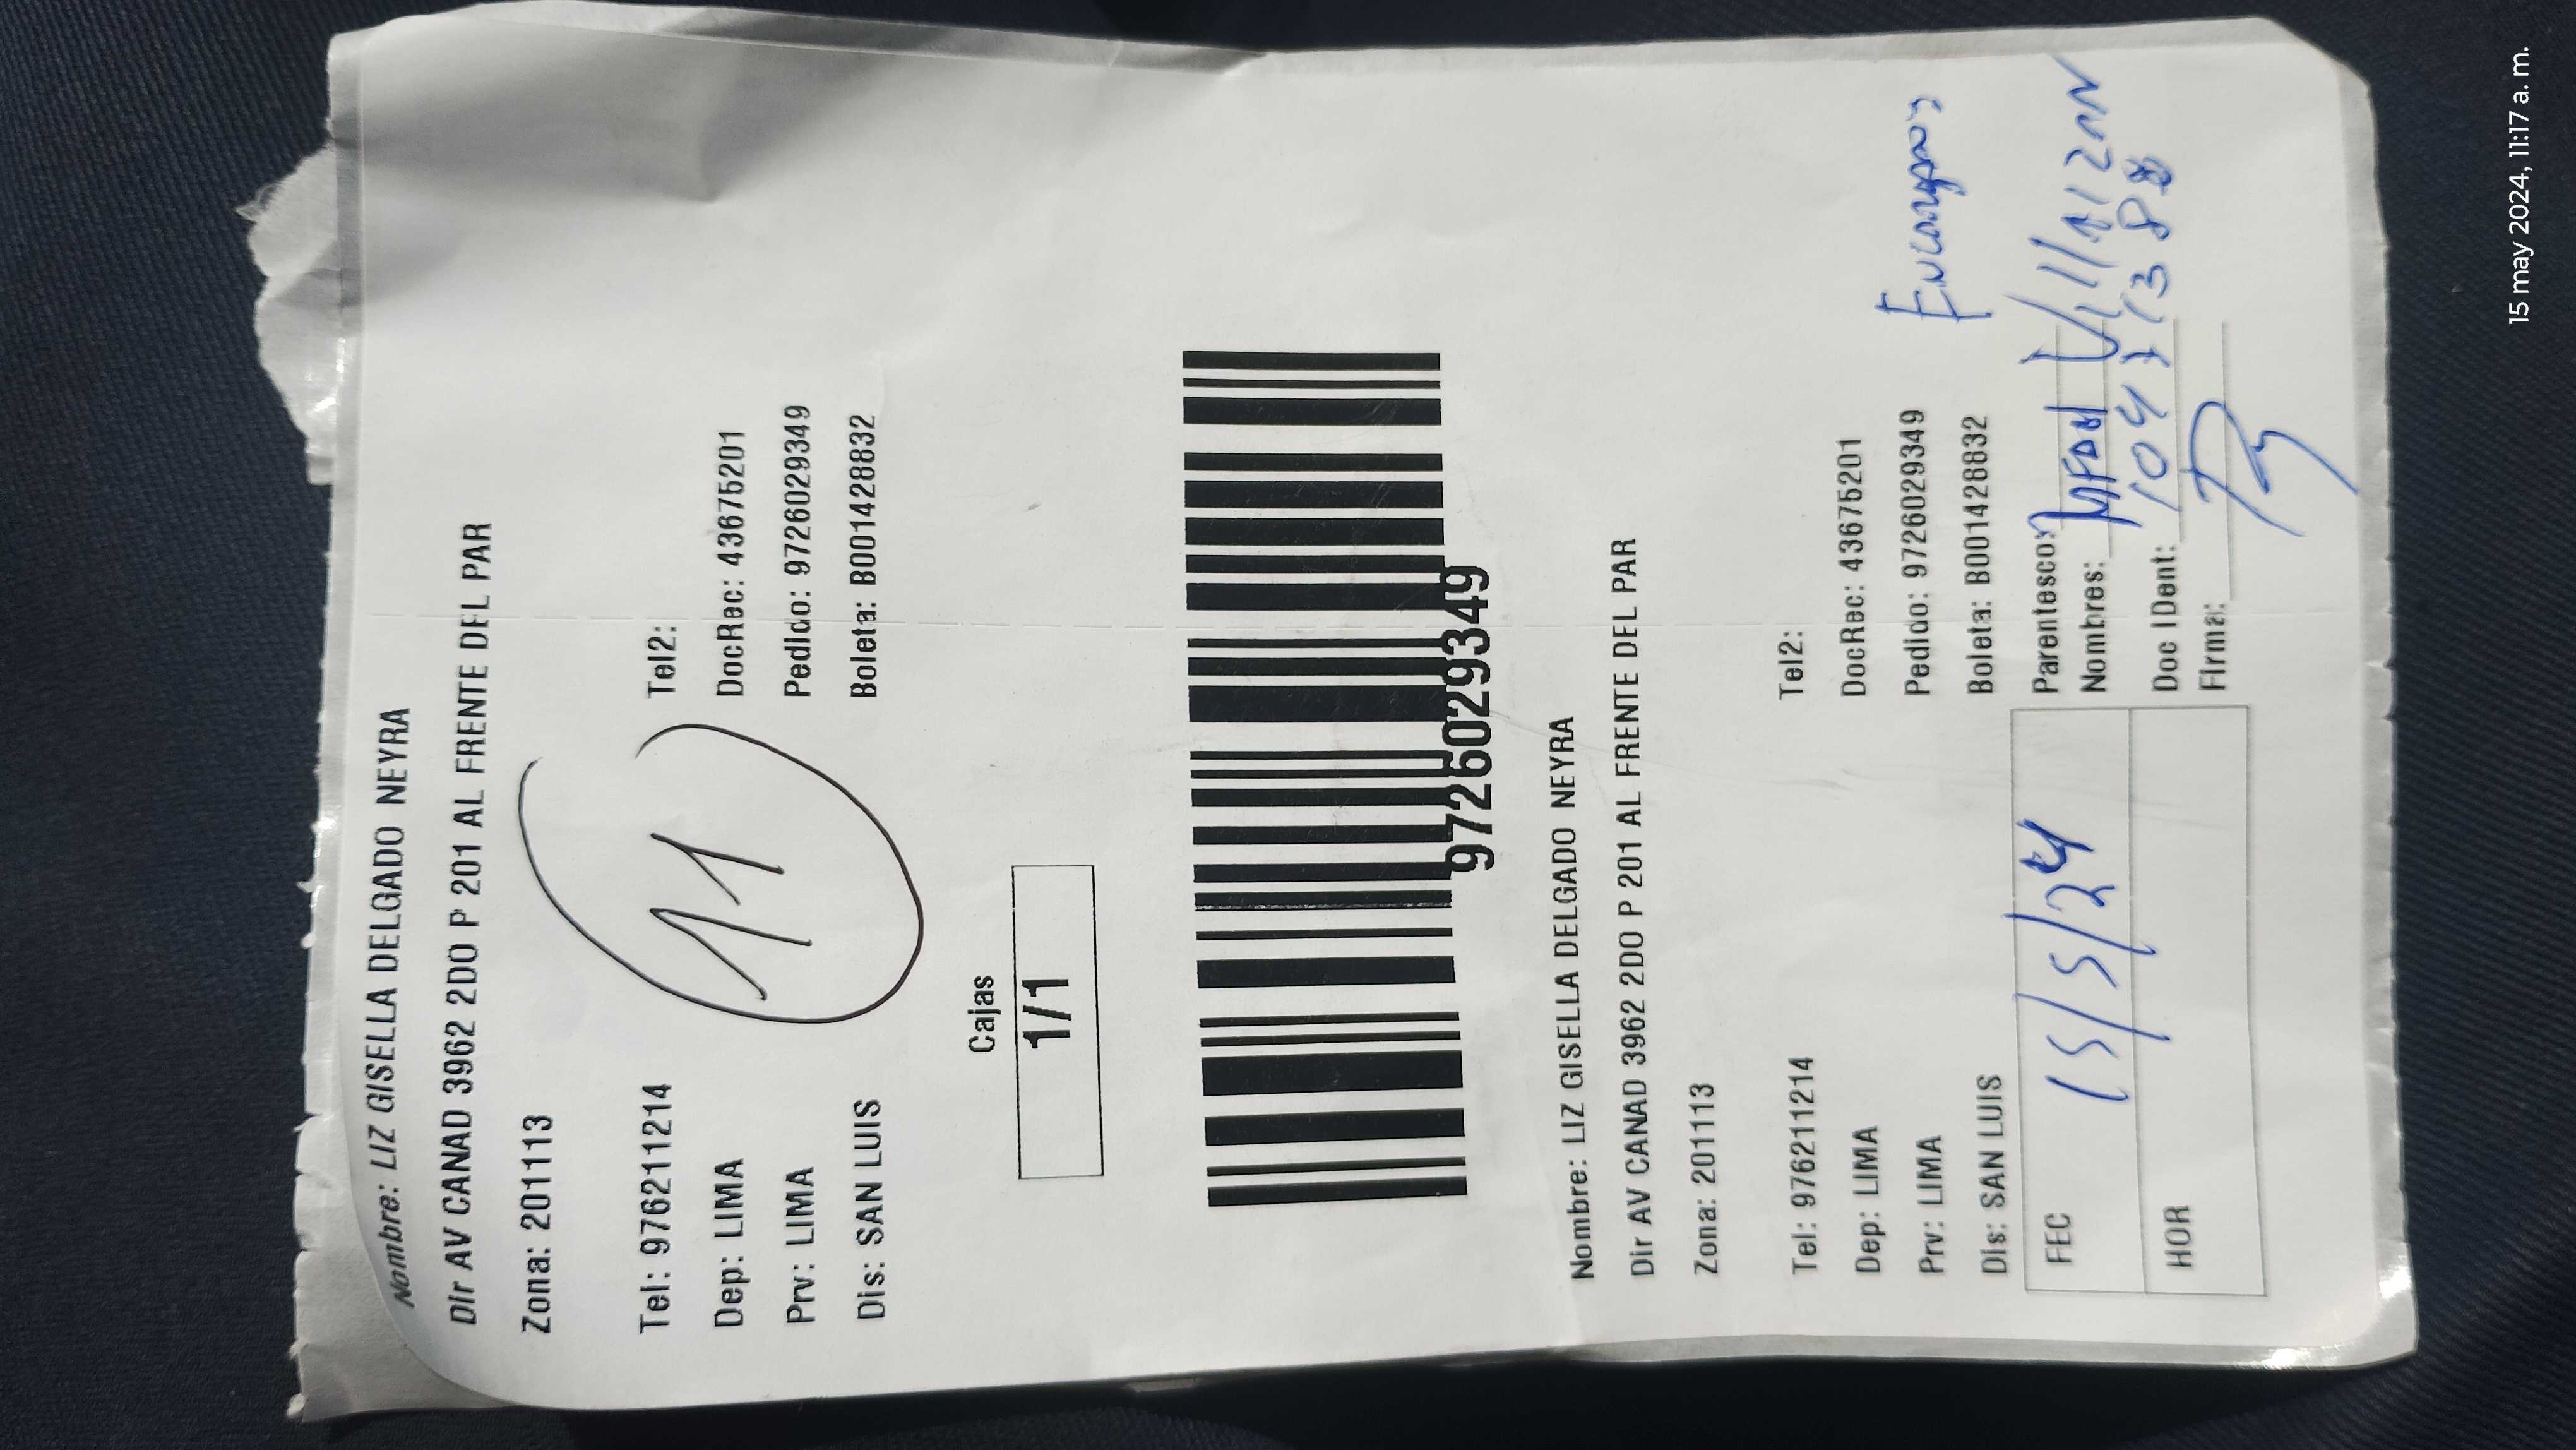 Nombre: LIZ GISELLA DELGADO NEYRA
Dir AV CANAD 3962 2DO P 201 AL FRENTE DEL PAR
Zona: 201113
11
Tel: 976211214 Tel2:
Dep: LIMA DocRec: 43675201
Prv: LIMA Pedido: 97260293​49
Dis: SAN LUIS Boleta: B001428832
Cajas
1/1
9726029349
Nombre: LIZ GISELLA DELGADO NEYRA
Dir AV CANAD 3962 2DO P 201 AL FRENTE DEL PAR
Zona: 201113
Tel: 976211214 Tel2:
Dep: LIMA DocRec: 43675201
Prv: LIMA Pedido: 9726029349
Dis: SAN LUIS Boleta: B001428832
Parentesco:
FEC 15/5/24 Nombres:
Doc IDent:
HOR Firma:
15 may 2024, 11:17 a. m.